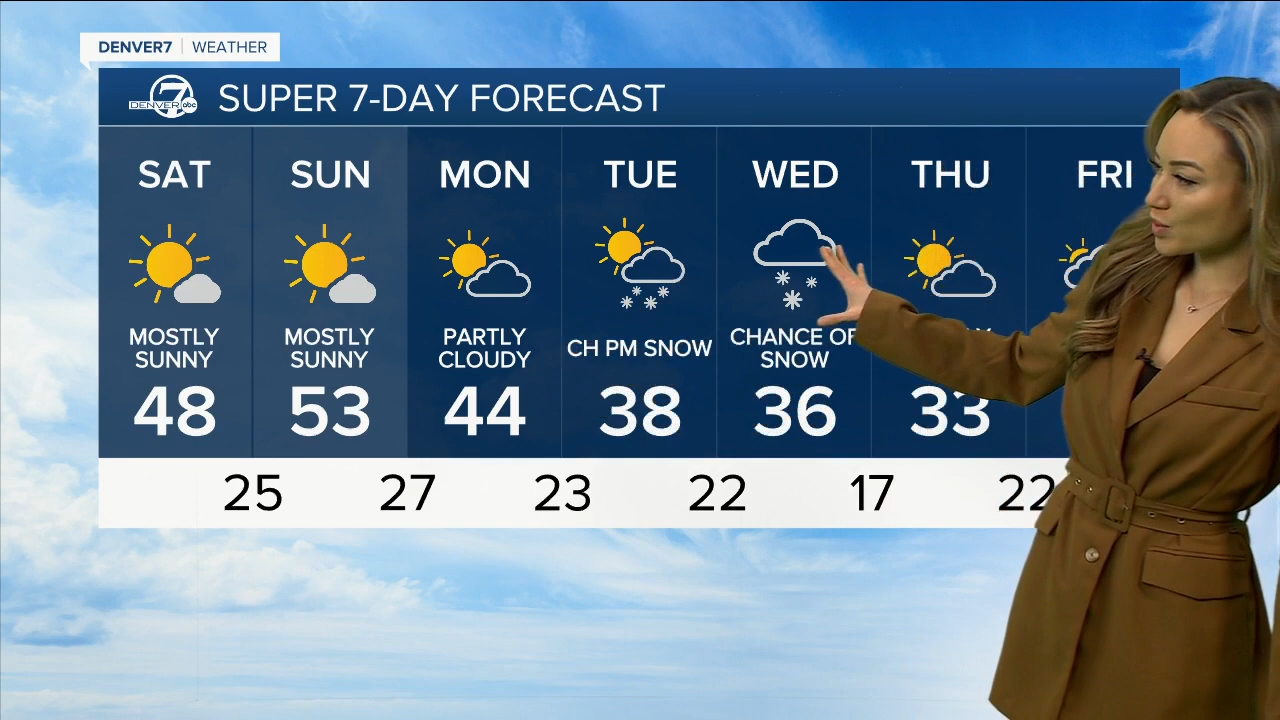 DENVER7 | WEATHER
7
DENVER abc
SUPER 7-DAY FORECAST
SAT SUN MON TUE WED THU FRI
MOSTLY SUNNY
MOSTLY SUNNY
PARTLY CLOUDY
CH PM SNOW
CHANCE OF SNOW
48 53 44 38 36 33
25 27 23 22 17 22